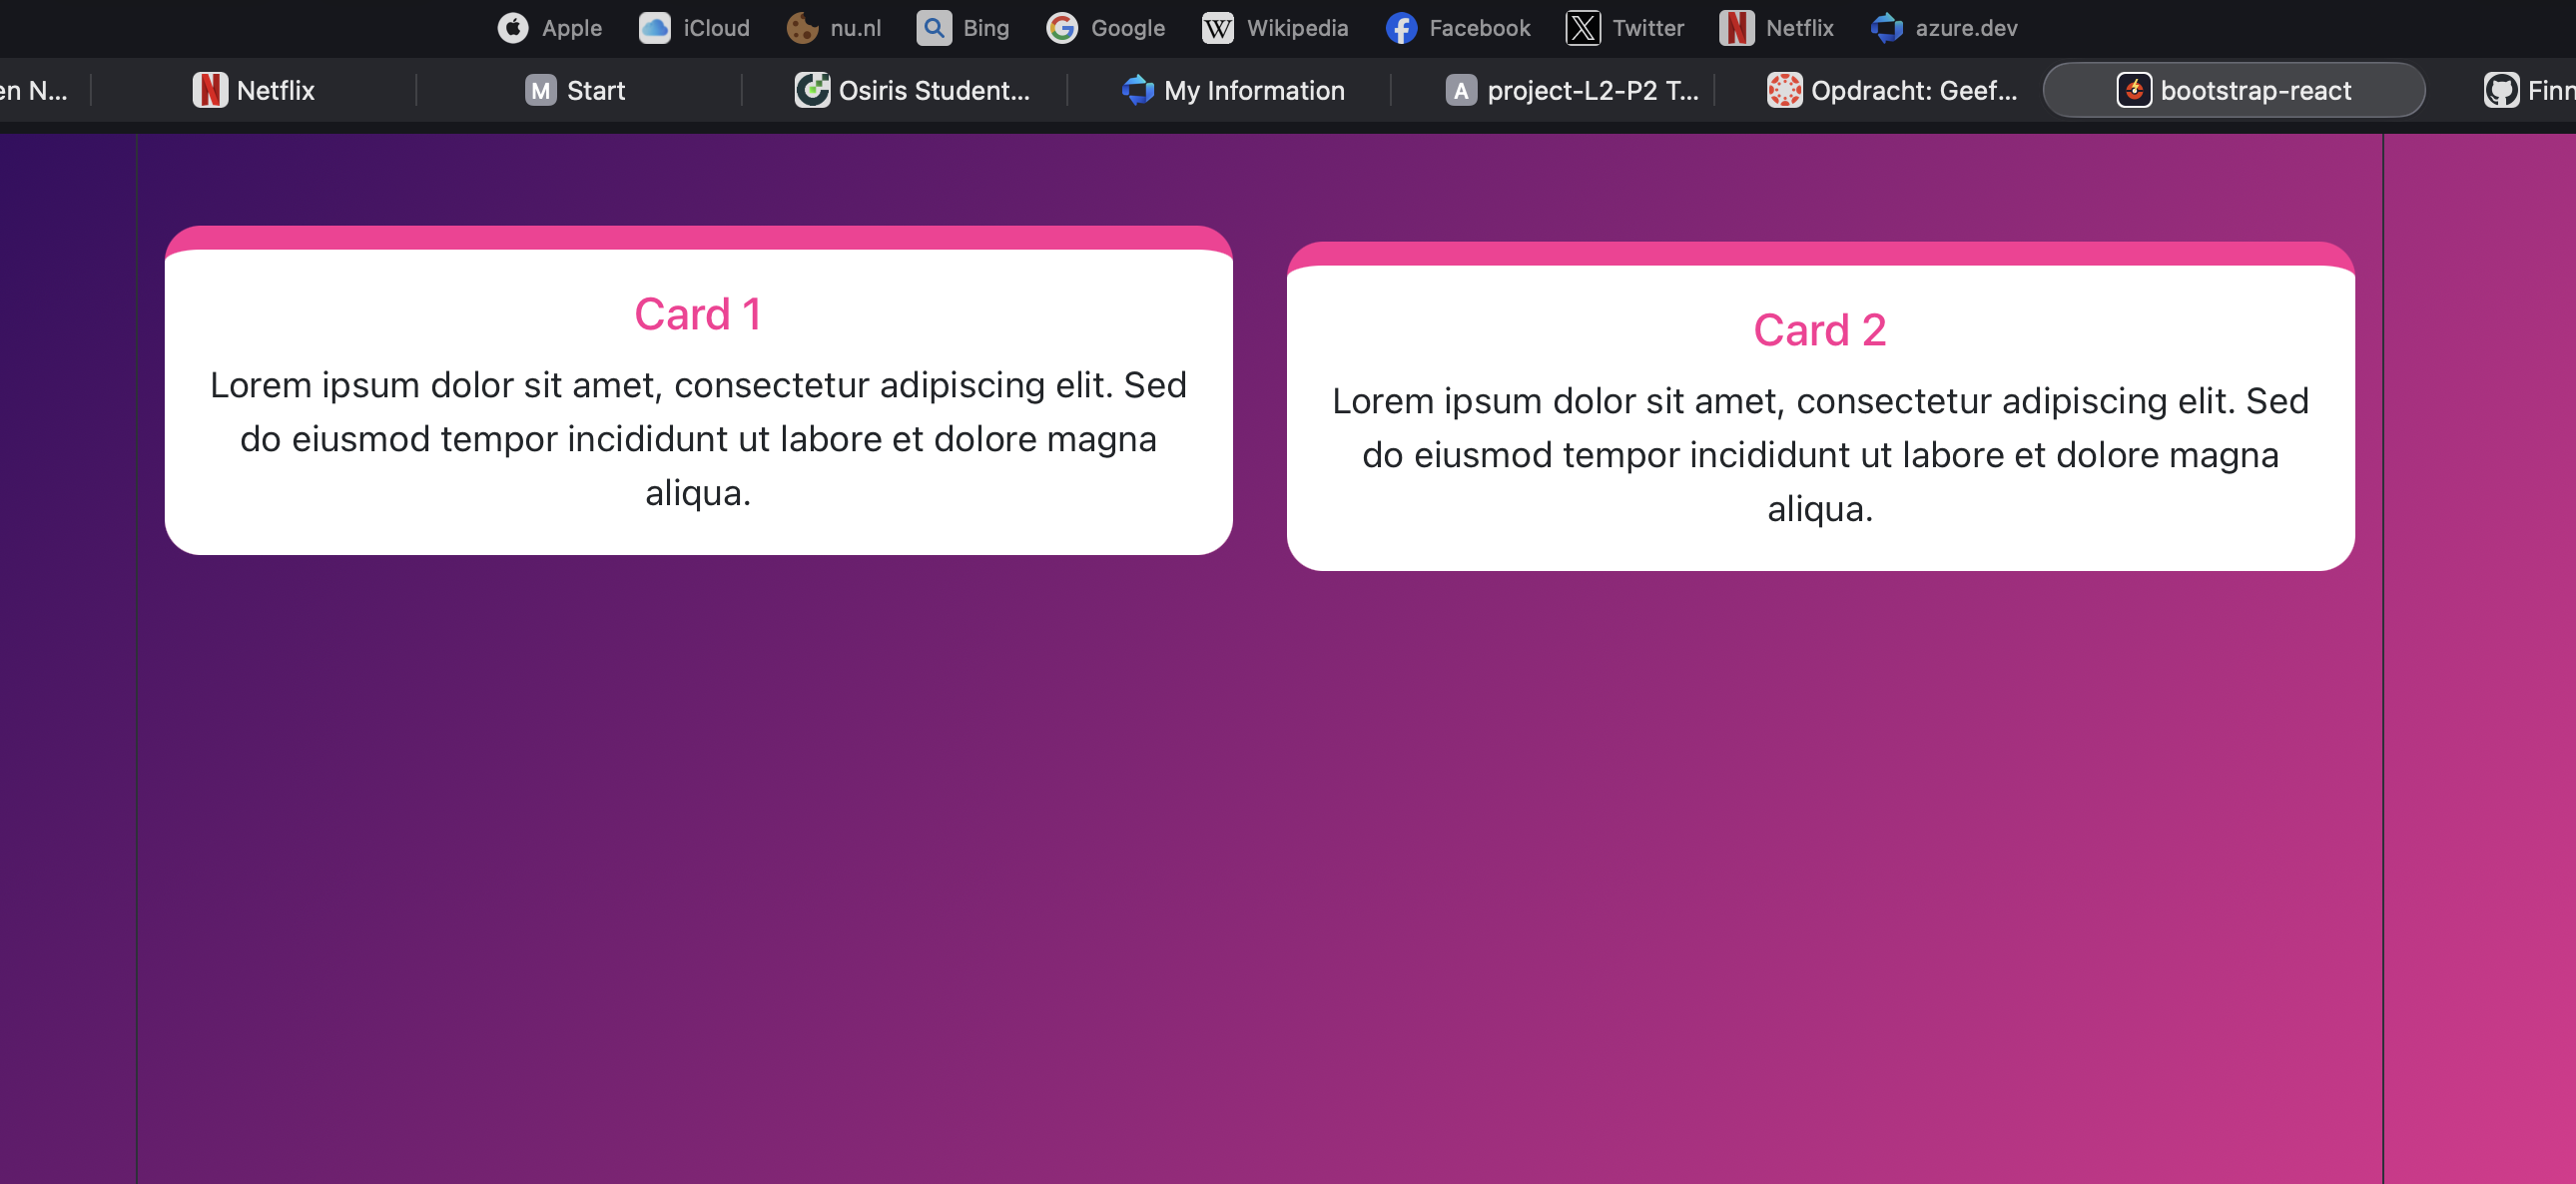 Apple iCloud nu.nl Bing Google Wikipedia Facebook Twitter Netflix azure.dev
en N... Netflix M Start Osiris Student... My Information A project-L2-P2 T... Opdracht: Geef... bootstrap-react Finn
Card 1
Lorem ipsum dolor sit amet, consectetur adipiscing elit. Sed
do eiusmod tempor incididunt ut labore et dolore magna
aliqua.
Card 2
Lorem ipsum dolor sit amet, consectetur adipiscing elit. Sed
do eiusmod tempor incididunt ut labore et dolore magna
aliqua.